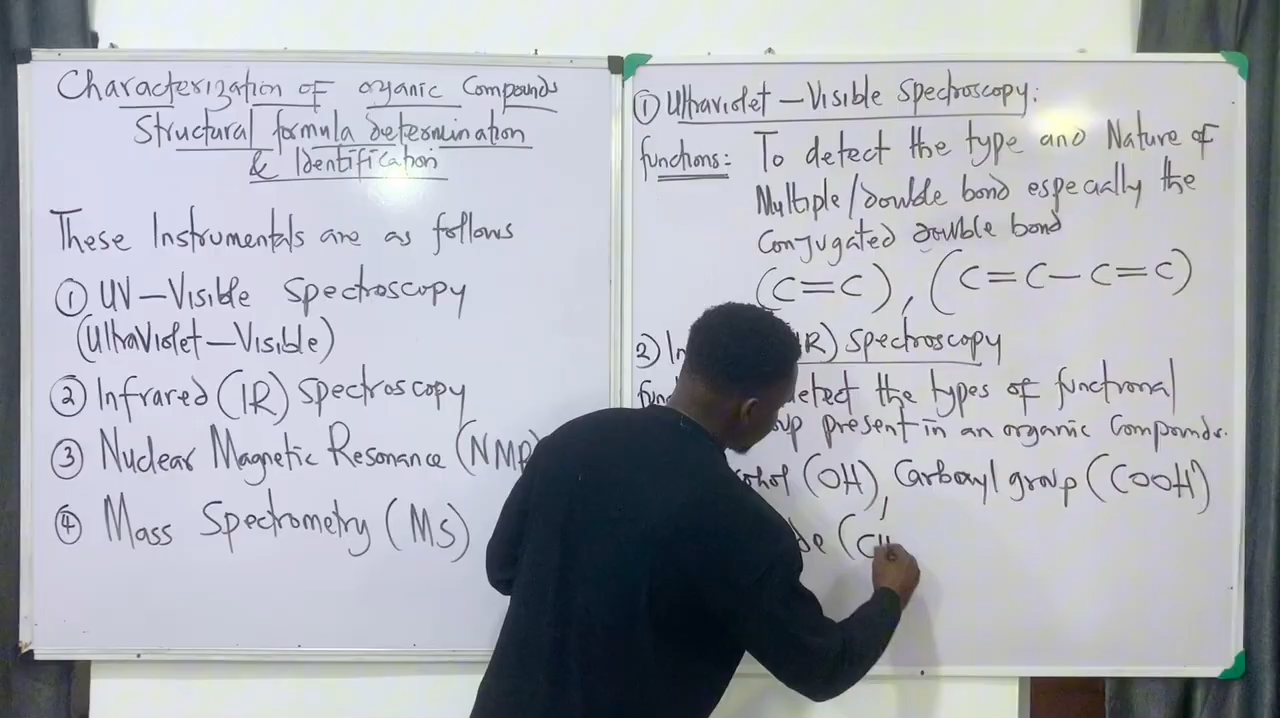 Characterization of organic Compounds
Structural formula determination
& Identification
These Instrumentals are as follows
① UV–Visible Spectroscopy
(UltraViolet–Visible)
② Infrared (IR) Spectroscopy
③ Nuclear Magnetic Resonance (NMR)
④ Mass Spectrometry (MS)
① Ultraviolet–Visible Spectroscopy:
functions: To detect the type and Nature of
Multiple/double bond especially the
Conjugated double bond
(C=C), (C=C–C=C)
2) IR) Spectroscopy
detect the types of functional
present in an organic Compounds.
(OH), Carboxyl group (COOH)